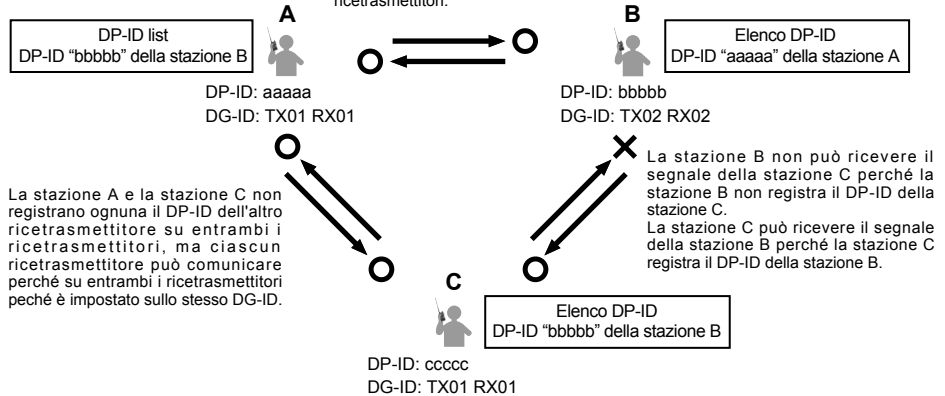 ricetrasmettitori.
A
B
DP-ID list
DP-ID “bbbbb” della stazione B
Elenco DP-ID
DP-ID “aaaaa” della stazione A
DP-ID: aaaaa
DG-ID: TX01 RX01
DP-ID: bbbbb
DG-ID: TX02 RX02
La stazione A e la stazione C non
registrano ognuna il DP-ID dell'altro
ricetrasmettitore su entrambi i
ricetrasmettitori, ma ciascun
ricetrasmettitore può comunicare
perché su entrambi i ricetrasmettitori
peché è impostato sullo stesso DG-ID.
La stazione B non può ricevere il
segnale della stazione C perché la
stazione B non registra il DP-ID della
stazione C.
La stazione C può ricevere il segnale
della stazione B perché la stazione C
registra il DP-ID della stazione B.
C
Elenco DP-ID
DP-ID “bbbbb” della stazione B
DP-ID: ccccc
DG-ID: TX01 RX01